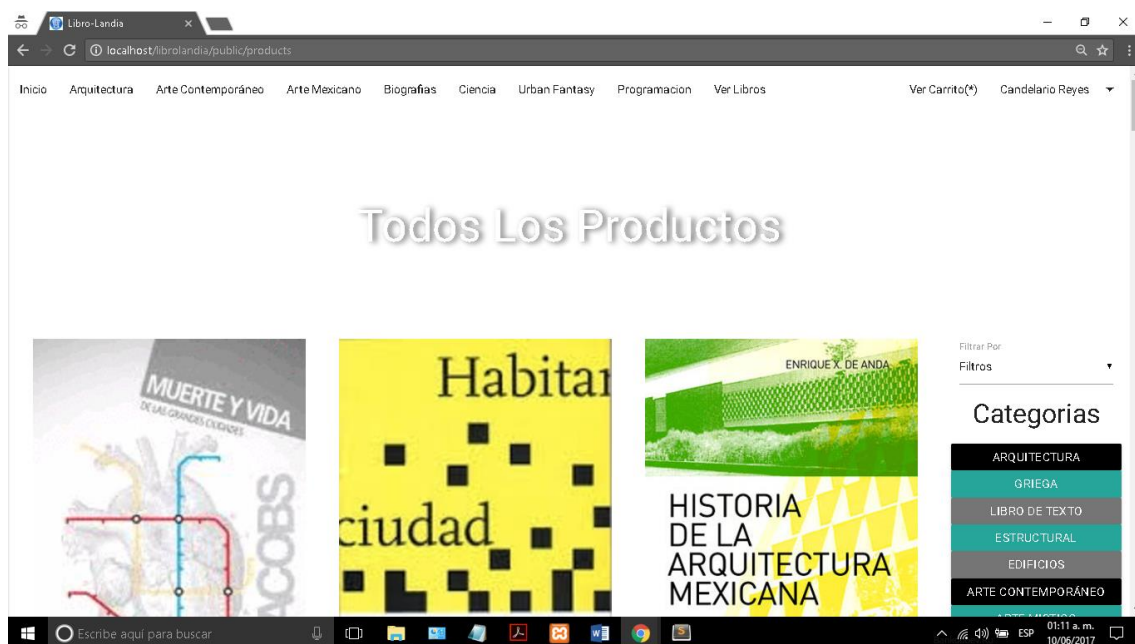 Libro-Landia
localhost/librolandia/public/products
Inicio Arquitectura Arte Contemporáneo Arte Mexicano Biografias Ciencia Urban Fantasy Programacion Ver Libros Ver Carrito(*) Candelario Reyes
Todos Los Productos
MUERTE Y VIDA
DE LAS GRANDES CIUDADES
JACOBS
Habitar
ciudad
ENRIQUE X. DE ANDA
HISTORIA
DE LA
ARQUITECTURA
MEXICANA
Filtrar Por
Filtros
Categorias
ARQUITECTURA
GRIEGA
LIBRO DE TEXTO
ESTRUCTURAL
EDIFICIOS
ARTE CONTEMPORÁNEO
Escribe aquí para buscar
ESP
01:11 a. m.
10/06/2017